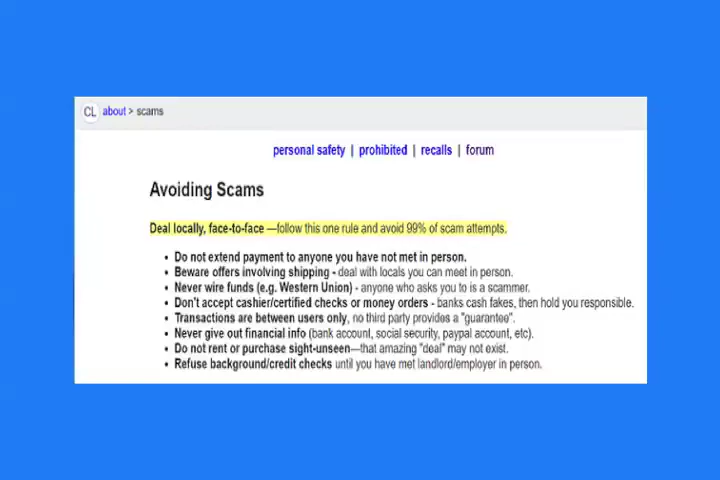 CL about > scams
personal safety | prohibited | recalls | forum
Avoiding Scams
Deal locally, face-to-face —follow this one rule and avoid 99% of scam attempts.
• Do not extend payment to anyone you have not met in person.
• Beware offers involving shipping - deal with locals you can meet in person.
• Never wire funds (e.g. Western Union) - anyone who asks you to is a scammer.
• Don't accept cashier/certified checks or money orders - banks cash fakes, then hold you responsible.
• Transactions are between users only, no third party provides a "guarantee".
• Never give out financial info (bank account, social security, paypal account, etc).
• Do not rent or purchase sight-unseen—that amazing "deal" may not exist.
• Refuse background/credit checks until you have met landlord/employer in person.